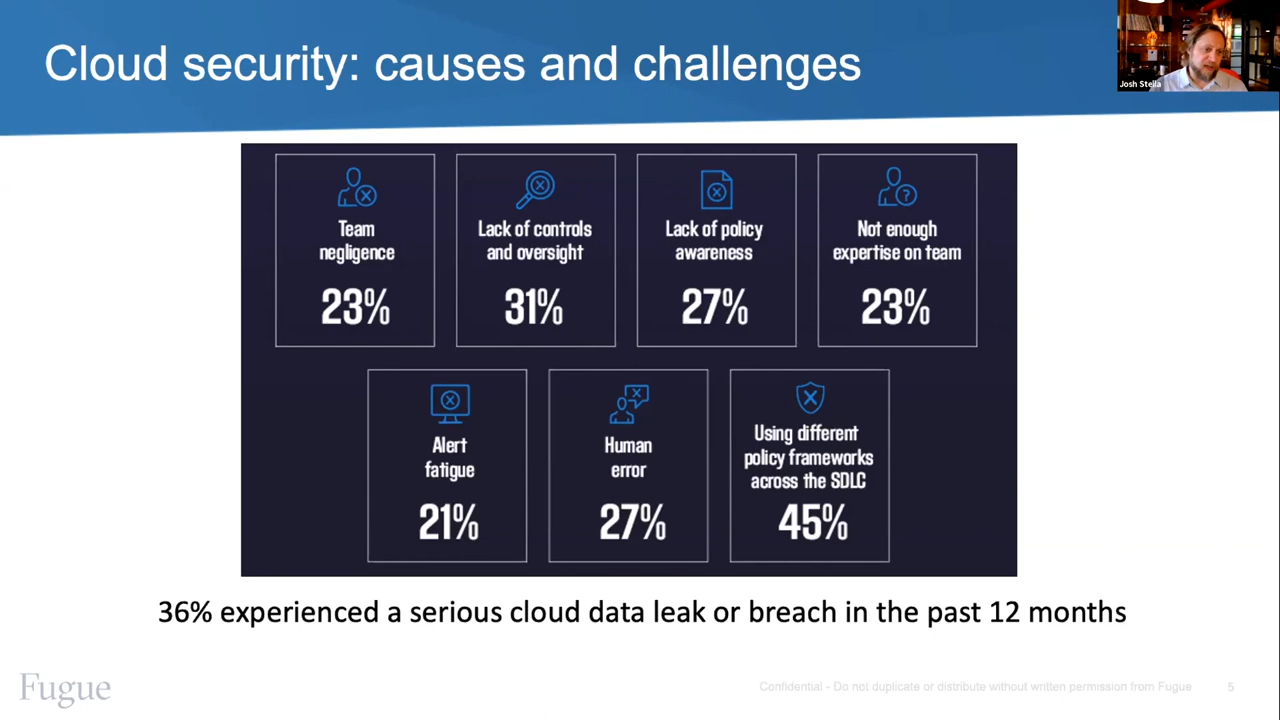 Cloud security: causes and challenges
Josh Stella
Team
negligence
23%
Lack of controls
and oversight
31%
Lack of policy
awareness
27%
Not enough
expertise on team
23%
Alert
fatigue
21%
Human
error
27%
Using different
policy frameworks
across the SDLC
45%
36% experienced a serious cloud data leak or breach in the past 12 months
Fugue
Confidential - Do not duplicate or distribute without written permission from Fugue
5